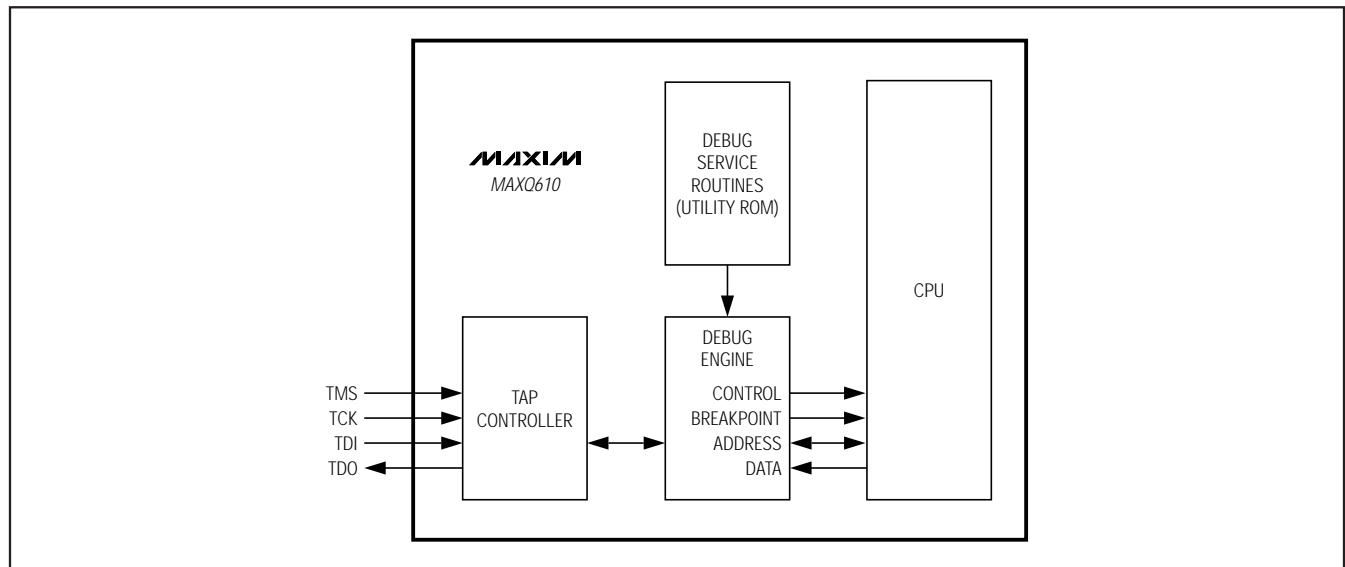 MAXIM
MAXQ610
DEBUG
SERVICE
ROUTINES
(UTILITY ROM)
CPU
TMS
TCK
TDI
TDO
TAP
CONTROLLER
DEBUG
ENGINE
CONTROL
BREAKPOINT
ADDRESS
DATA